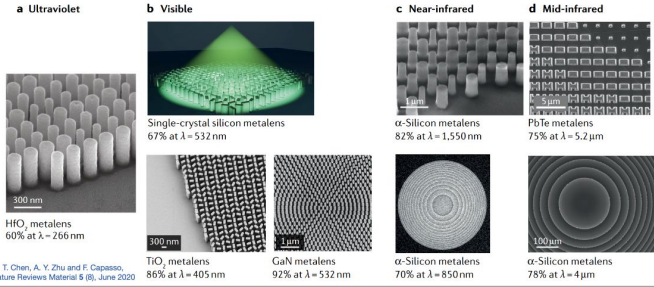 a Ultraviolet
b Visible
c Near-infrared
d Mid-infrared
300 nm
HfO₂ metalens
60% at λ = 266 nm
Single-crystal silicon metalens
67% at λ = 532 nm
300 nm
TiO₂ metalens
86% at λ = 405 nm
1 µm
GaN metalens
92% at λ = 532 nm
1 µm
α-Silicon metalens
82% at λ = 1,550 nm
α-Silicon metalens
70% at λ = 850 nm
5 µm
PbTe metalens
75% at λ = 5.2 µm
100 µm
α-Silicon metalens
78% at λ = 4 µm
T. Chen, A. Y. Zhu and F. Capasso,
ature Reviews Material 5 (8), June 2020